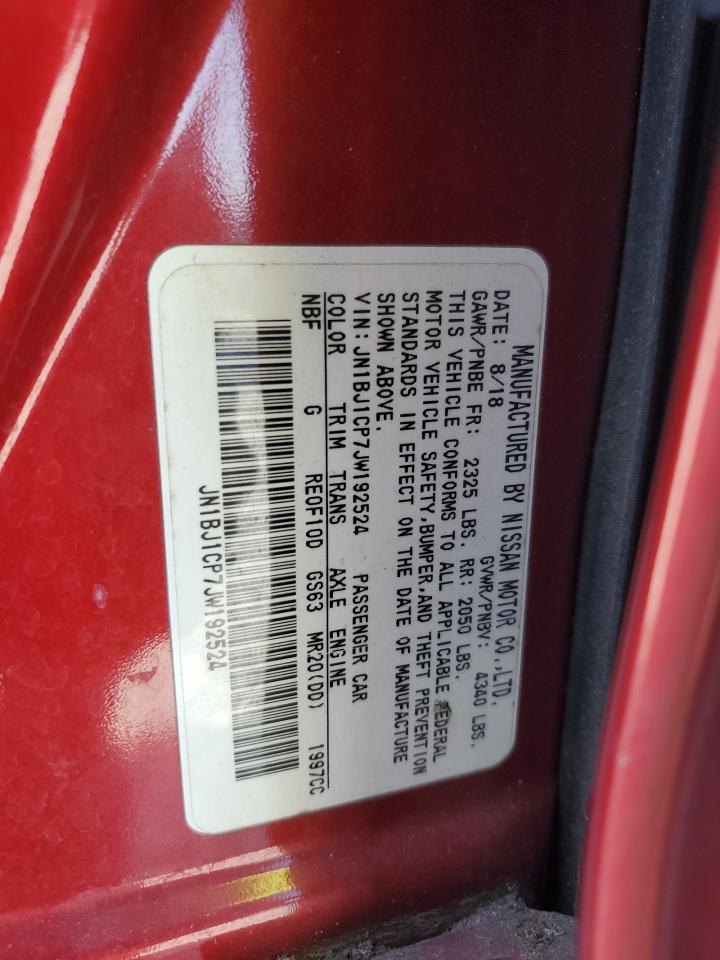 MANUFACTURED BY NISSAN MOTOR CO.,LTD.
DATE: 8/18 GVWR/PNBV: 4340 LBS.
GAWR/PNBE FR: 2325 LBS. RR: 2050 LBS.
THIS VEHICLE CONFORMS TO ALL APPLICABLE FEDERAL
MOTOR VEHICLE SAFETY,BUMPER,AND THEFT PREVENTION
STANDARDS IN EFFECT ON THE DATE OF MANUFACTURE
SHOWN ABOVE.
VIN:JN1BJ1CP7JW192524 PASSENGER CAR
COLOR TRIM TRANS AXLE ENGINE
NBF G RE0F10D GS63 MR20(DD) 1997CC
JN1BJ1CP7JW192524